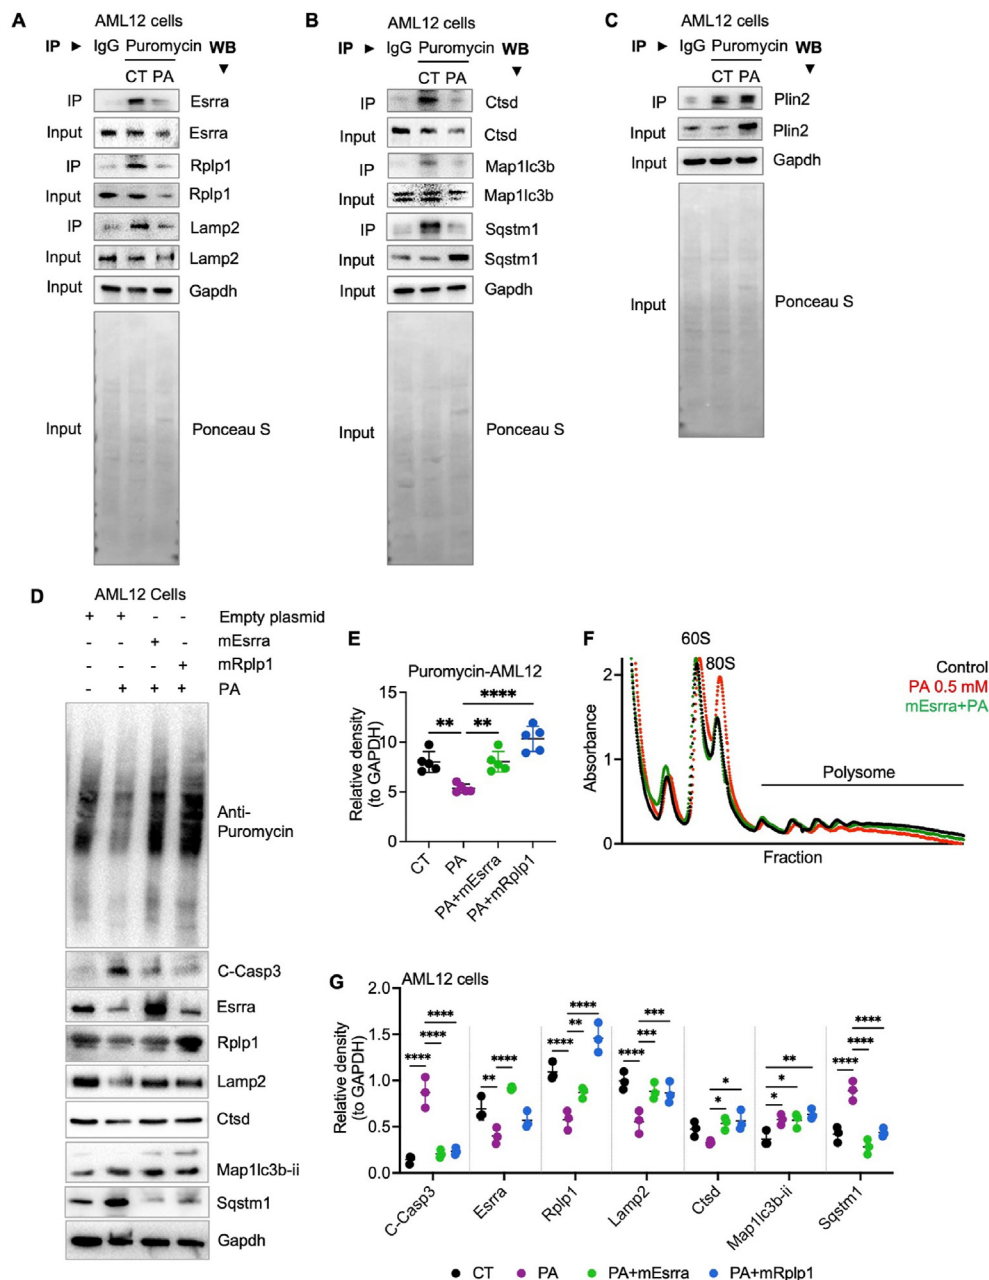 A
AML12 cells
IP ► IgG Puromycin WB
▼
CT PA
IP Esrra
Input Esrra
IP Rplp1
Input Rplp1
IP Lamp2
Input Lamp2
Input Gapdh
Input Ponceau S
B
AML12 cells
IP ► IgG Puromycin WB
▼
CT PA
IP Ctsd
Input Ctsd
IP Map1lc3b
Input Map1lc3b
IP Sqstm1
Input Sqstm1
Input Gapdh
Input Ponceau S
C
AML12 cells
IP ► IgG Puromycin WB
▼
CT PA
IP Plin2
Input Plin2
Input Gapdh
Input Ponceau S
D
AML12 Cells
+ + - - Empty plasmid
- - + - mEsrra
- - - + mRplp1
- + + + PA
Anti-
Puromycin
C-Casp3
Esrra
Rplp1
Lamp2
Ctsd
Map1lc3b-ii
Sqstm1
Gapdh
E
Puromycin-AML12
Relative density
(to GAPDH)
15
10
5
0
****
** **
CT
PA
PA+mEsrra
PA+mRplp1
F
60S
80S
Control
PA 0.5 mM
mEsrra+PA
Absorbance
2
1
0
Polysome
Fraction
G
AML12 cells
Relative density
(to GAPDH)
2.0
1.5
1.0
0.5
0.0
****
****
****
**
****
****
**
****
***
***
****
*
*
**
*
*
****
****
****
C-Casp3
Esrra
Rplp1
Lamp2
Ctsd
Map1lc3b-ii
Sqstm1
CT PA PA+mEsrra PA+mRplp1